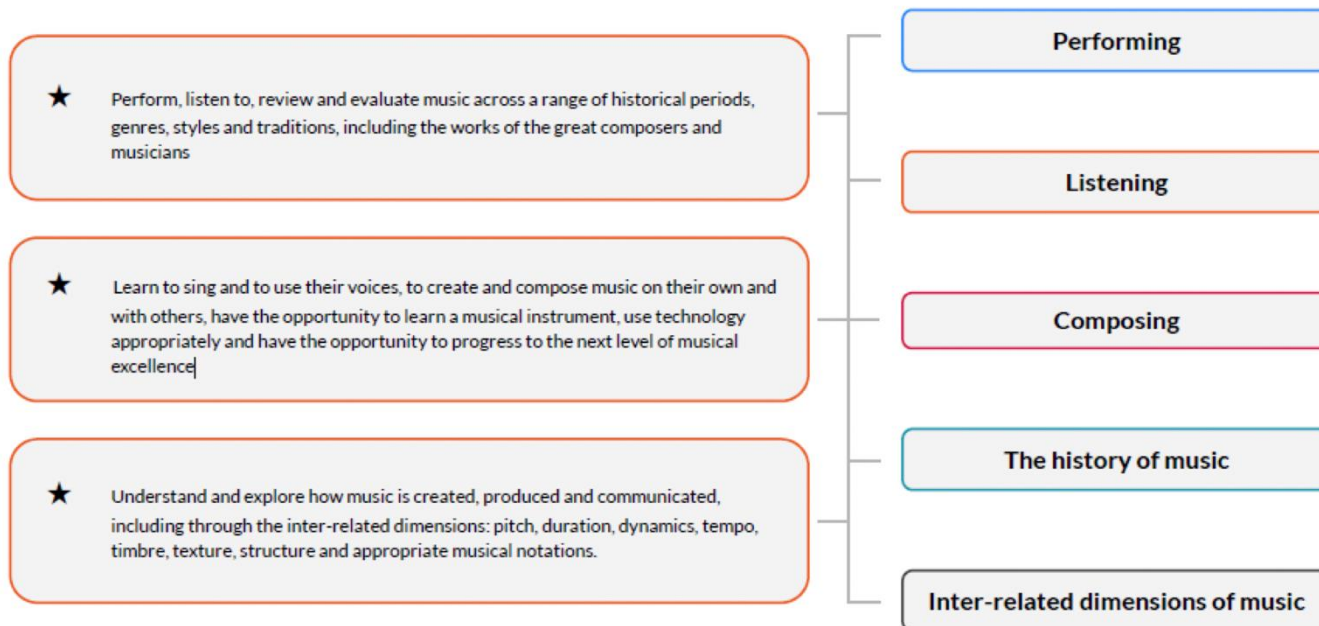 ★ Perform, listen to, review and evaluate music across a range of historical periods,
genres, styles and traditions, including the works of the great composers and
musicians
★ Learn to sing and to use their voices, to create and compose music on their own and
with others, have the opportunity to learn a musical instrument, use technology
appropriately and have the opportunity to progress to the next level of musical
excellence
★ Understand and explore how music is created, produced and communicated,
including through the inter-related dimensions: pitch, duration, dynamics, tempo,
timbre, texture, structure and appropriate musical notations.
Performing
Listening
Composing
The history of music
Inter-related dimensions of music